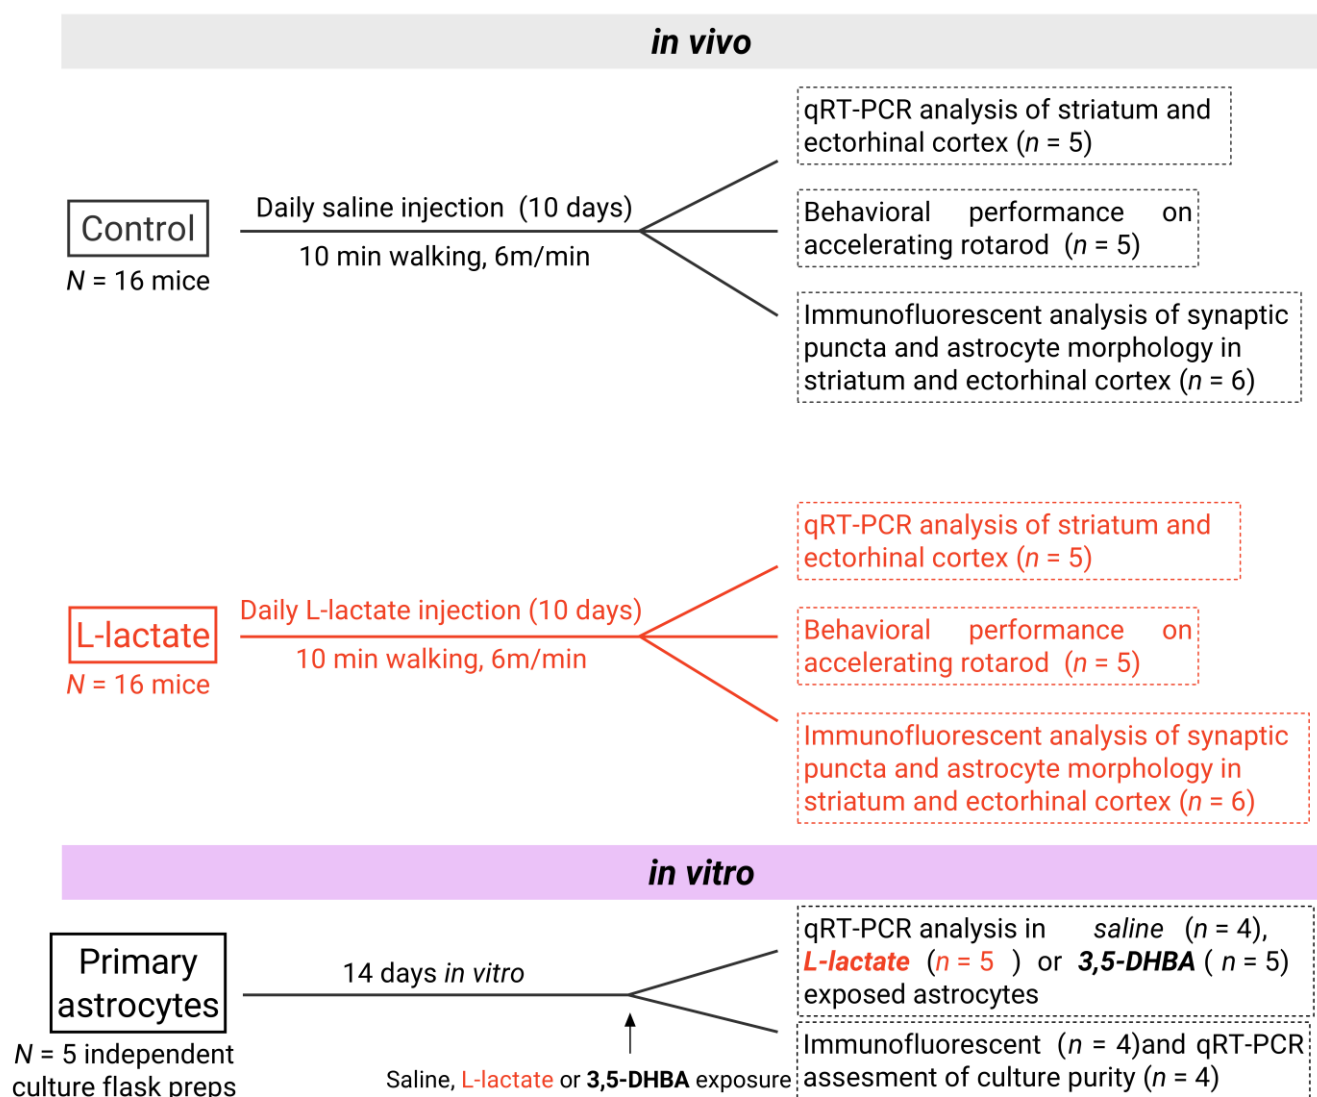 in vivo
Control
N = 16 mice
Daily saline injection (10 days)
10 min walking, 6m/min
qRT-PCR analysis of striatum and
ectorhinal cortex (n = 5)
Behavioral performance on
accelerating rotarod (n = 5)
Immunofluorescent analysis of synaptic
puncta and astrocyte morphology in
striatum and ectorhinal cortex (n = 6)
L-lactate
N = 16 mice
Daily L-lactate injection (10 days)
10 min walking, 6m/min
qRT-PCR analysis of striatum and
ectorhinal cortex (n = 5)
Behavioral performance on
accelerating rotarod (n = 5)
Immunofluorescent analysis of synaptic
puncta and astrocyte morphology in
striatum and ectorhinal cortex (n = 6)
in vitro
Primary
astrocytes
N = 5 independent
culture flask preps
14 days in vitro
Saline, L-lactate or 3,5-DHBA exposure
qRT-PCR analysis in saline (n = 4),
L-lactate (n = 5 ) or 3,5-DHBA ( n = 5)
exposed astrocytes
Immunofluorescent (n = 4)and qRT-PCR
assesment of culture purity (n = 4)